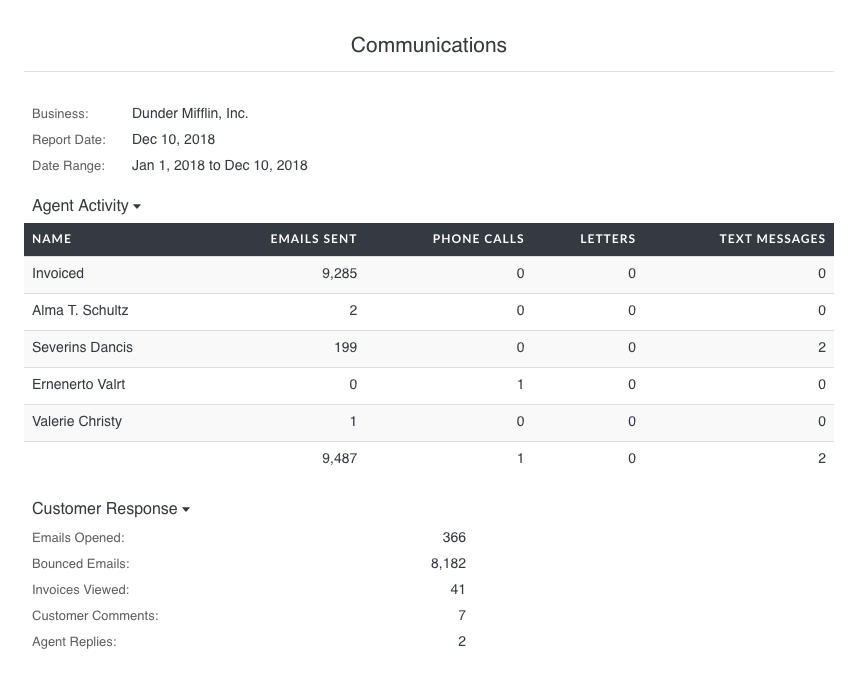 Communications
Business: Dunder Mifflin, Inc.
Report Date: Dec 10, 2018
Date Range: Jan 1, 2018 to Dec 10, 2018
Agent Activity
NAME EMAILS SENT PHONE CALLS LETTERS TEXT MESSAGES
Invoiced 9,285 0 0 0
Alma T. Schultz 2 0 0 0
Severins Dancis 199 0 0 2
Ernenerto Valrt 0 1 0 0
Valerie Christy 1 0 0 0
9,487 1 0 2
Customer Response
Emails Opened: 366
Bounced Emails: 8,182
Invoices Viewed: 41
Customer Comments: 7
Agent Replies: 2